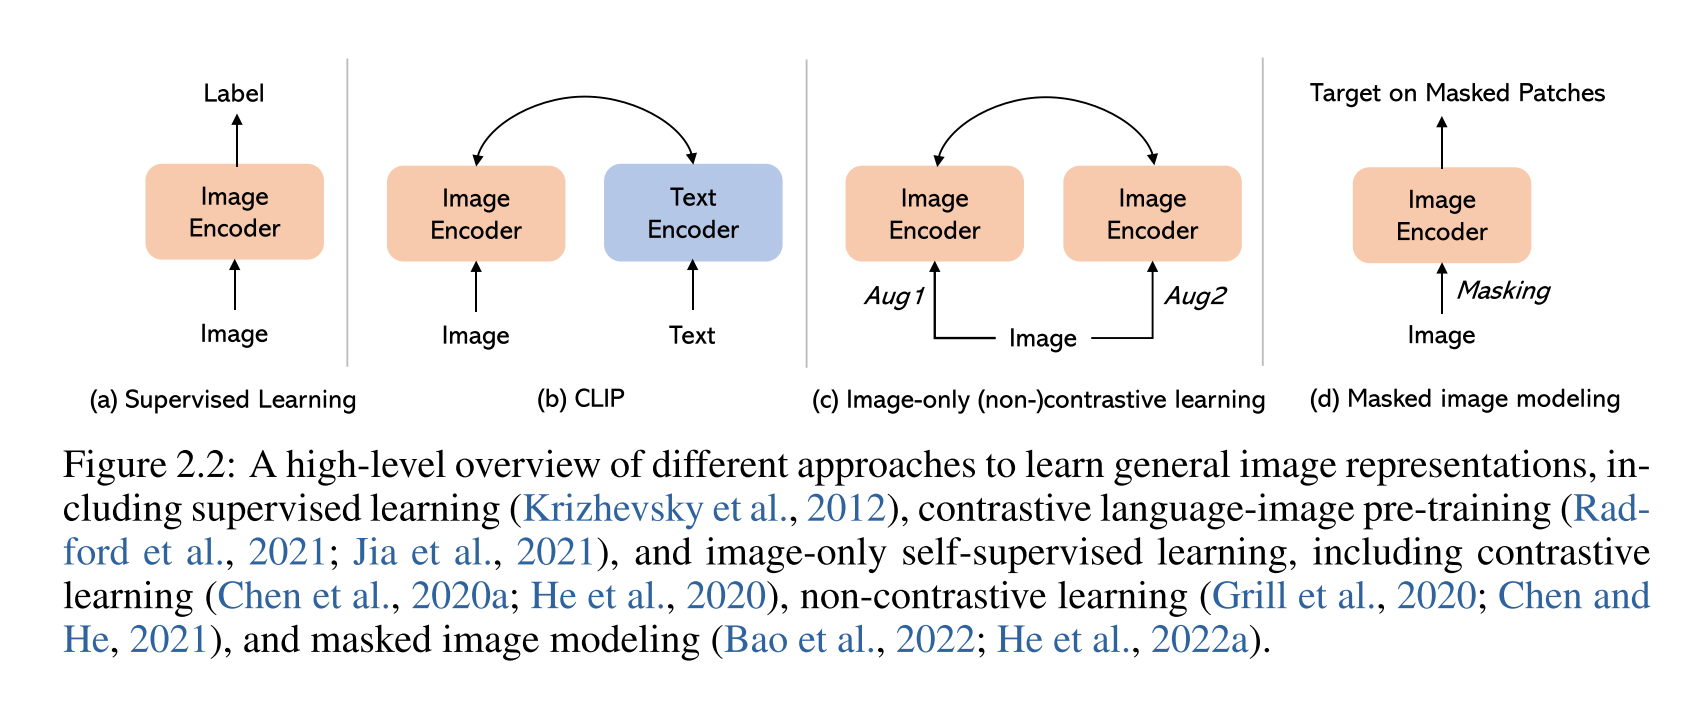 Label
Image
Encoder
Image
(a) Supervised Learning
Image
Encoder
Text
Encoder
Image
Text
(b) CLIP
Image
Encoder
Image
Encoder
Aug1
Aug2
Image
(c) Image-only (non-)contrastive learning
Target on Masked Patches
Image
Encoder
Masking
Image
(d) Masked image modeling
Figure 2.2: A high-level overview of different approaches to learn general image representations, in-
cluding supervised learning (Krizhevsky et al., 2012), contrastive language-image pre-training (Rad-
ford et al., 2021; Jia et al., 2021), and image-only self-supervised learning, including contrastive
learning (Chen et al., 2020a; He et al., 2020), non-contrastive learning (Grill et al., 2020; Chen and
He, 2021), and masked image modeling (Bao et al., 2022; He et al., 2022a).